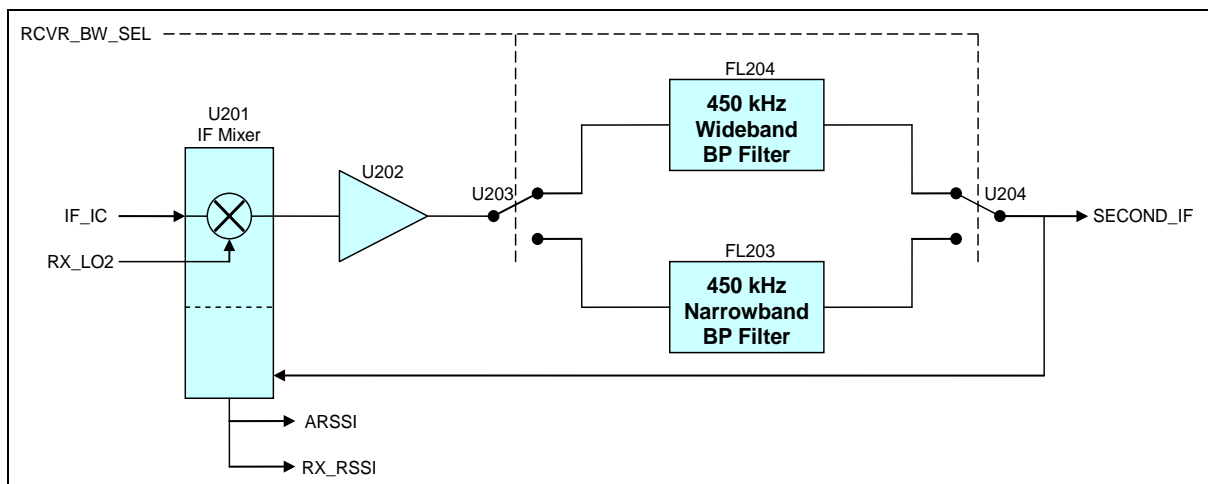 RCVR_BW_SEL
FL204
450 kHz
Wideband
BP Filter
U201
IF Mixer
U202
U203
U204
IF_IC
SECOND_IF
RX_LO2
FL203
450 kHz
Narrowband
BP Filter
ARSSI
RX_RSSI